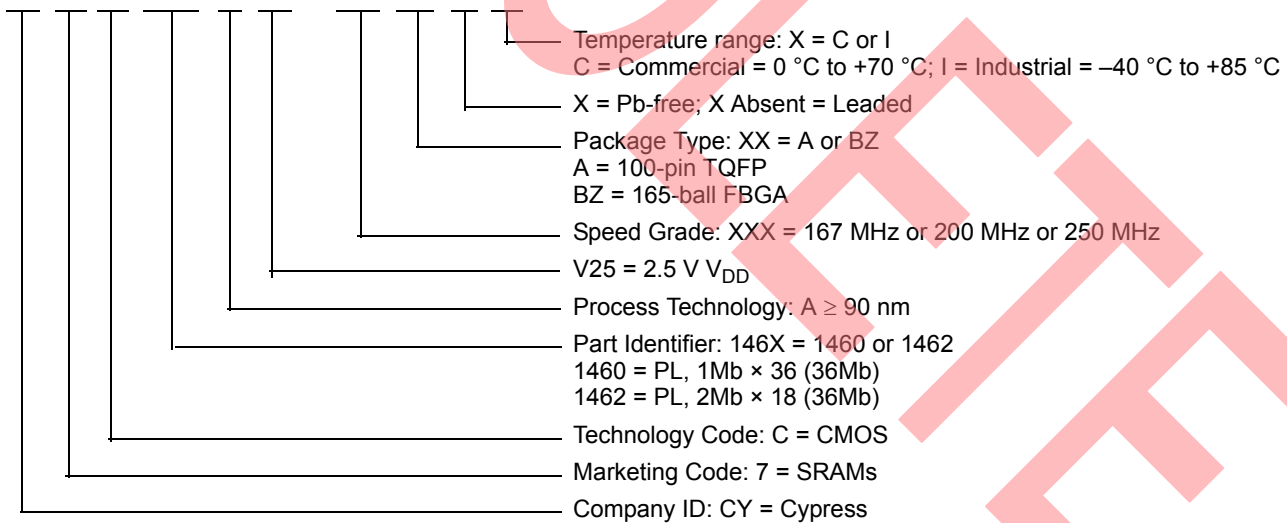 Temperature range: X = C or I
C = Commercial = 0 °C to +70 °C; I = Industrial = –40 °C to +85 °C
X = Pb-free; X Absent = Leaded
Package Type: XX = A or BZ
A = 100-pin TQFP
BZ = 165-ball FBGA
Speed Grade: XXX = 167 MHz or 200 MHz or 250 MHz
V25 = 2.5 V VDD
Process Technology: A ≥ 90 nm
Part Identifier: 146X = 1460 or 1462
1460 = PL, 1Mb × 36 (36Mb)
1462 = PL, 2Mb × 18 (36Mb)
Technology Code: C = CMOS
Marketing Code: 7 = SRAMs
Company ID: CY = Cypress